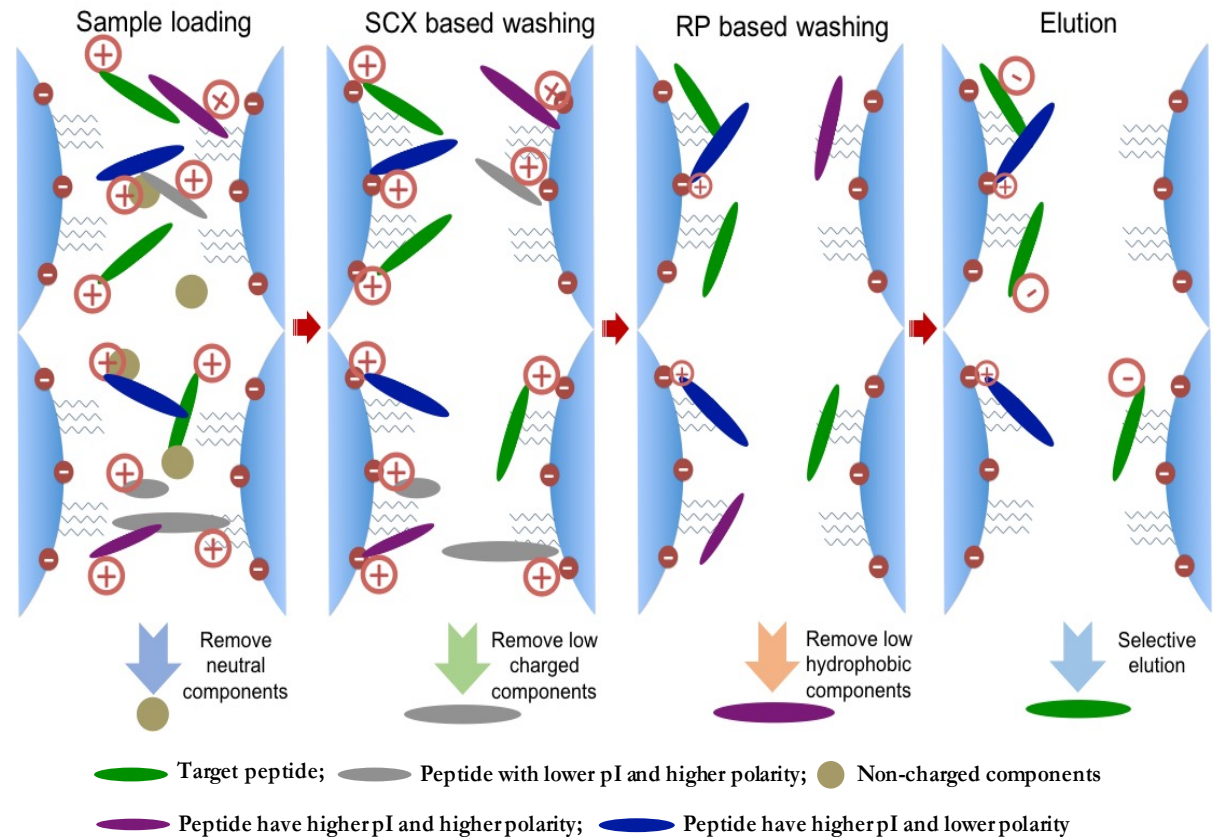 Sample loading
SCX based washing
RP based washing
Elution
Remove
neutral
components
Remove low
charged
components
Remove low
hydrophobic
components
Selective
elution
Target peptide;
Peptide with lower pI and higher polarity;
Non-charged components
Peptide have higher pI and higher polarity;
Peptide have higher pI and lower polarity